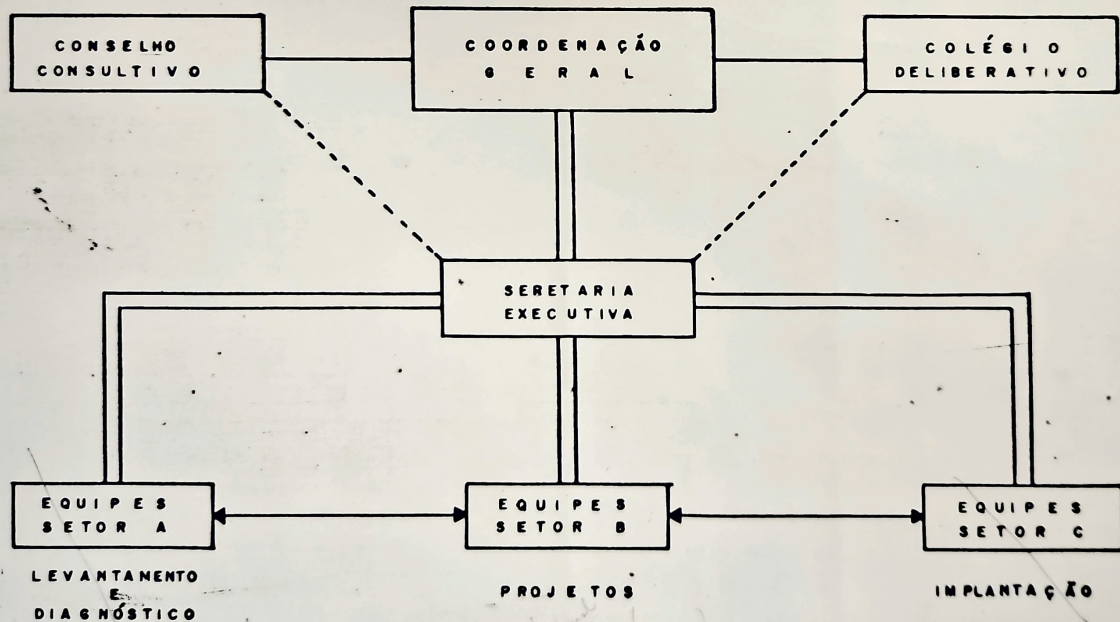 CONSELHO
CONSULTIVO
COORDENAÇÃO
GERAL
COLÉGIO
DELIBERATIVO
SERETARIA
EXECUTIVA
EQUIPES
SETOR A
EQUIPES
SETOR B
EQUIPES
SETOR C
LEVANTAMENTO
E
DIAGNÓSTICO
PROJETOS
IMPLANTAÇÃO